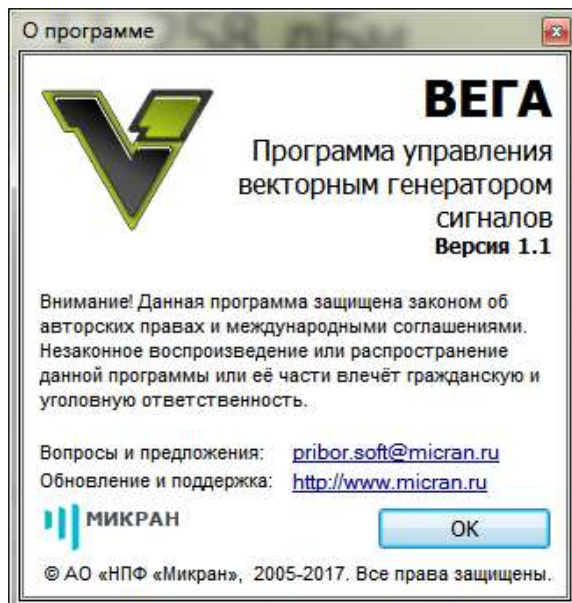 258 дБм
О программе
ВЕГА
Программа управления
векторным генератором
сигналов
Версия 1.1
Внимание! Данная программа защищена законом об
авторских правах и международными соглашениями.
Незаконное воспроизведение или распространение
данной программы или её части влечёт гражданскую и
уголовную ответственность.
Вопросы и предложения: pribor.soft@micran.ru
Обновление и поддержка: http://www.micran.ru
МИКРАН
OK
© АО «НПФ «Микран», 2005-2017. Все права защищены.